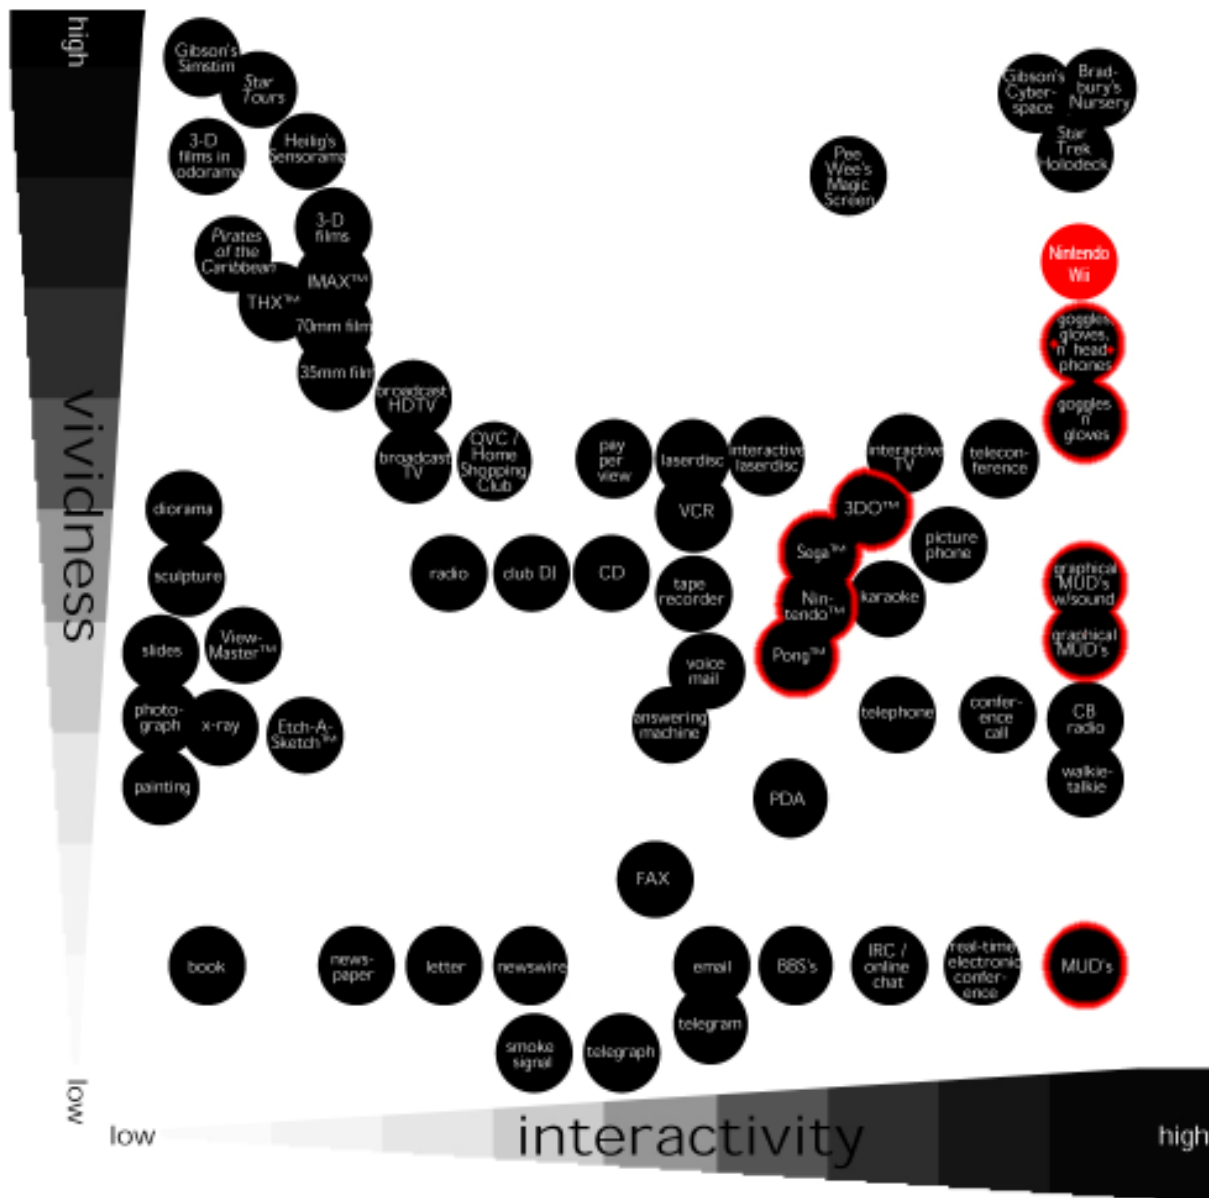 high
Gibson's
Simstim
Star
Tours
Gibson's
Cyber-
space
Brad-
bury's
Nursery
Star
Trek
Holodeck
3-D
films in
odorama
Heilig's
Sensorama
Pee
Wee's
Magic
Screen
3-D
films
Pirates
of the
Caribbean
IMAX™
THX™
70mm film
35mm film
Nintendo
Wii
goggles,
gloves,
n' head-
phones
goggles
n'
gloves
broadcast
HDTV
broadcast
TV
QVC /
Home
Shopping
Club
pay
per
view
laserdisc
interactive
laserdisc
interactive
TV
telecon-
ference
vividness
diorama
VCR
3DO™
Sega™
picture
phone
sculpture
radio
club DJ
CD
tape
recorder
Nin-
tendo™
karaoke
graphical
MUD's
w/sound
graphical
MUD's
slides
View-
Master™
voice
mail
Pong™
photo-
graph
x-ray
Etch-A-
Sketch™
answering
machine
telephone
confer-
ence
call
CB
radio
painting
PDA
walkie-
talkie
FAX
book
news-
paper
letter
newswire
email
BBS's
IRC /
online
chat
real-time
electronic
confer-
ence
MUD's
telegram
smoke
signal
telegraph
low
low
interactivity
high